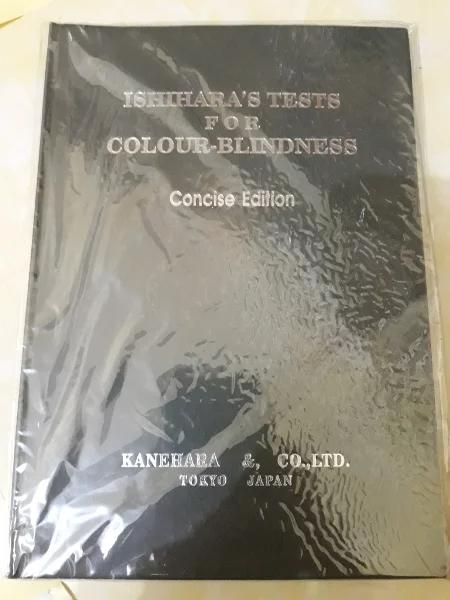 ISHIHARA'S TESTS
FOR
COLOUR-BLINDNESS
Concise Edition
KANEHARA &, CO.,LTD.
TOKYO JAPAN